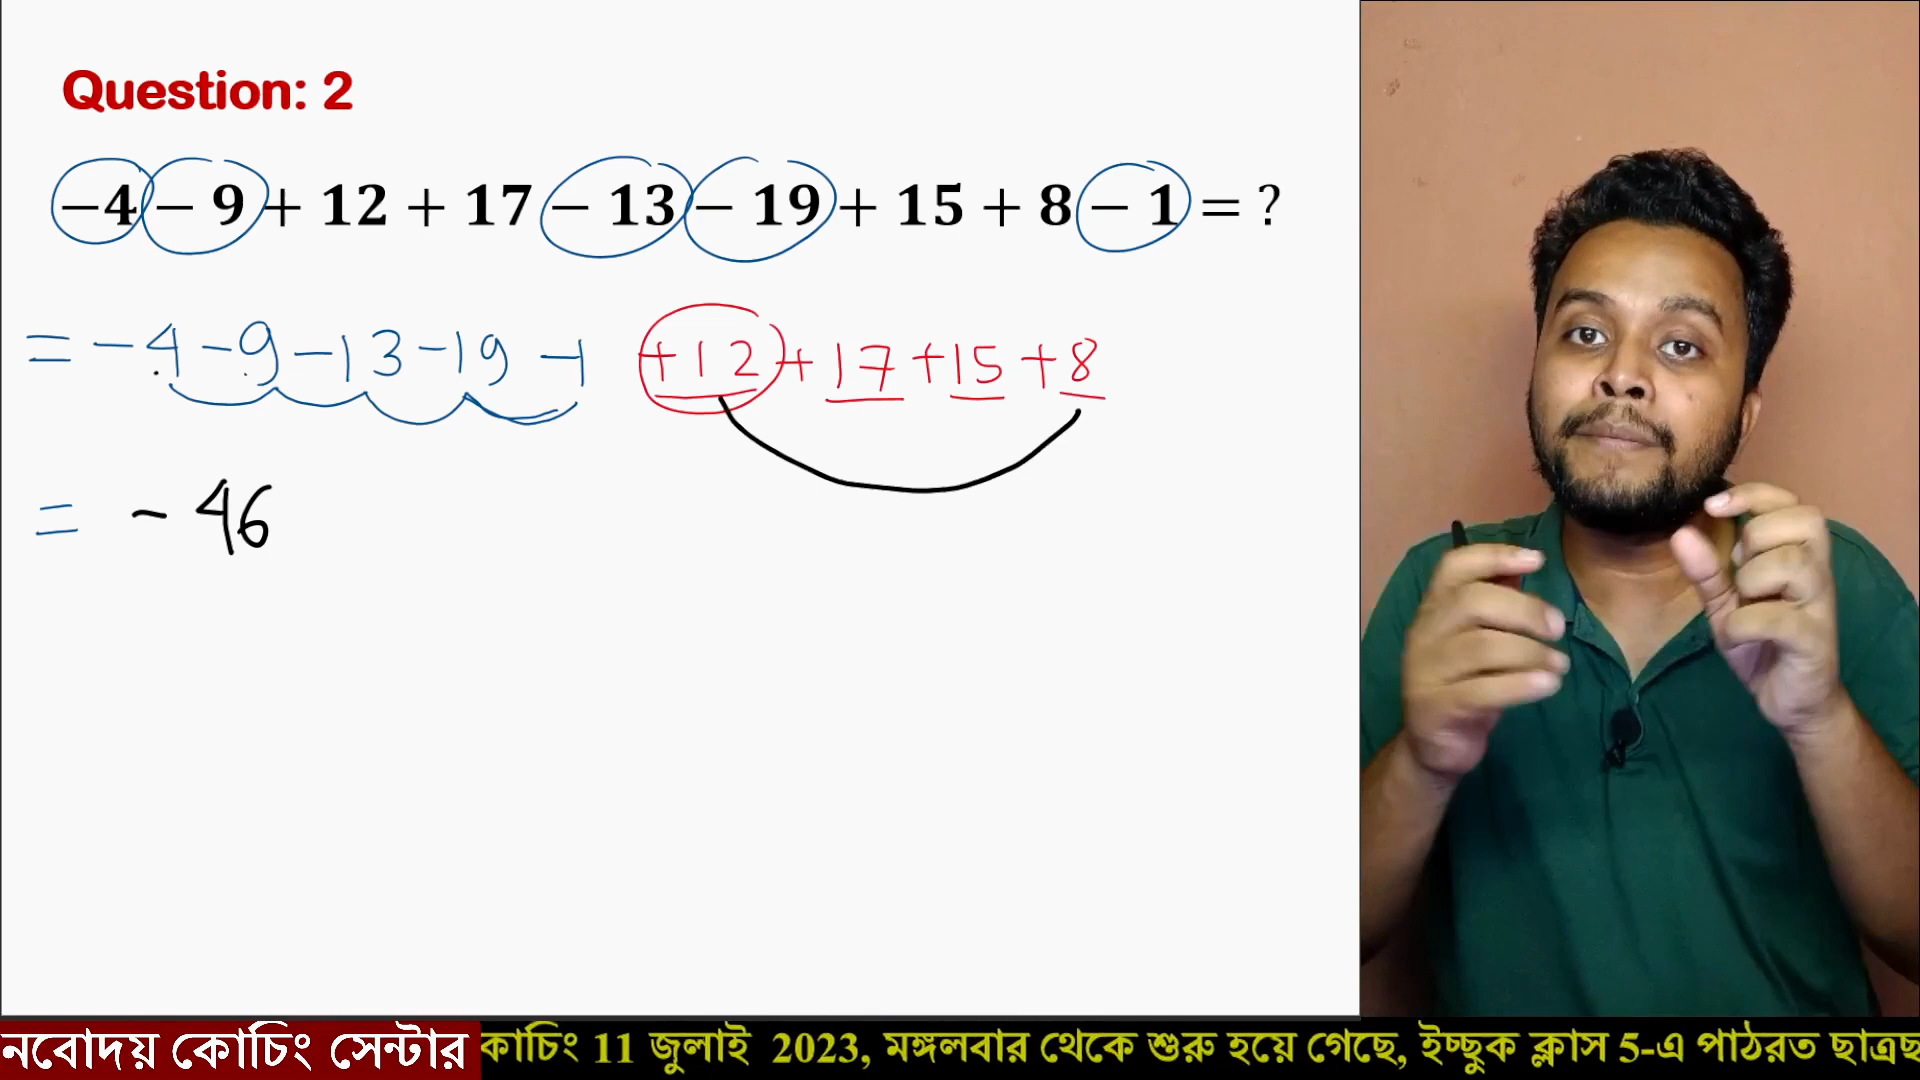 Question: 2
−4 − 9 + 12 + 17 − 13 − 19 + 15 + 8 − 1 = ?
= −4 −9 −13 −19 −1 +12 +17 +15 +8
= −46
নবোদয় কোচিং সেন্টার কোচিং 11 জুলাই 2023, মঙ্গলবার থেকে শুরু হয়ে গেছে, ইচ্ছুক ক্লাস 5-এ পাঠরত